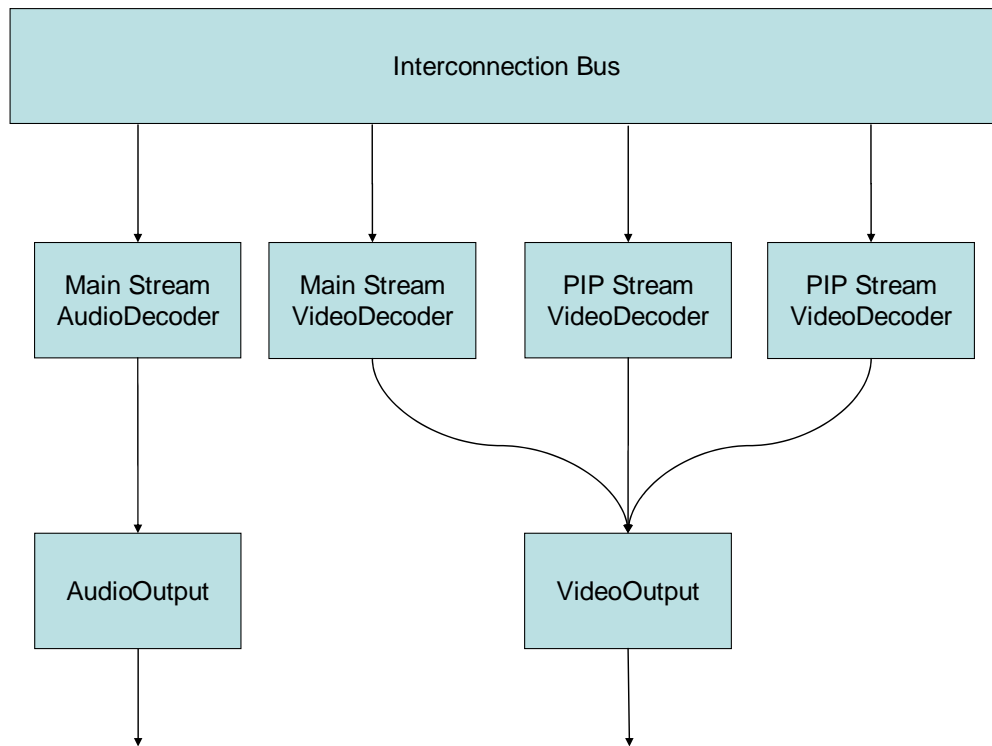 Interconnection Bus
Main Stream
AudioDecoder
Main Stream
VideoDecoder
PIP Stream
VideoDecoder
PIP Stream
VideoDecoder
AudioOutput
VideoOutput